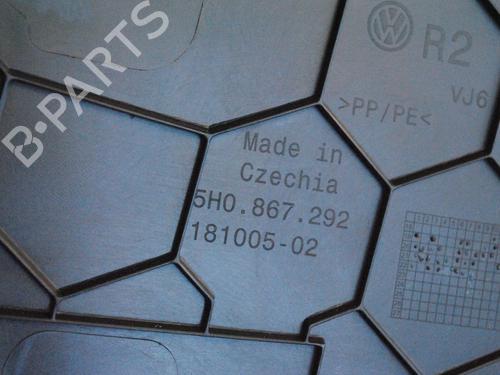 B-PARTS
R2
VJ6
>PP/PE<
Made in
Czechia
5H0.867.292
181005-02